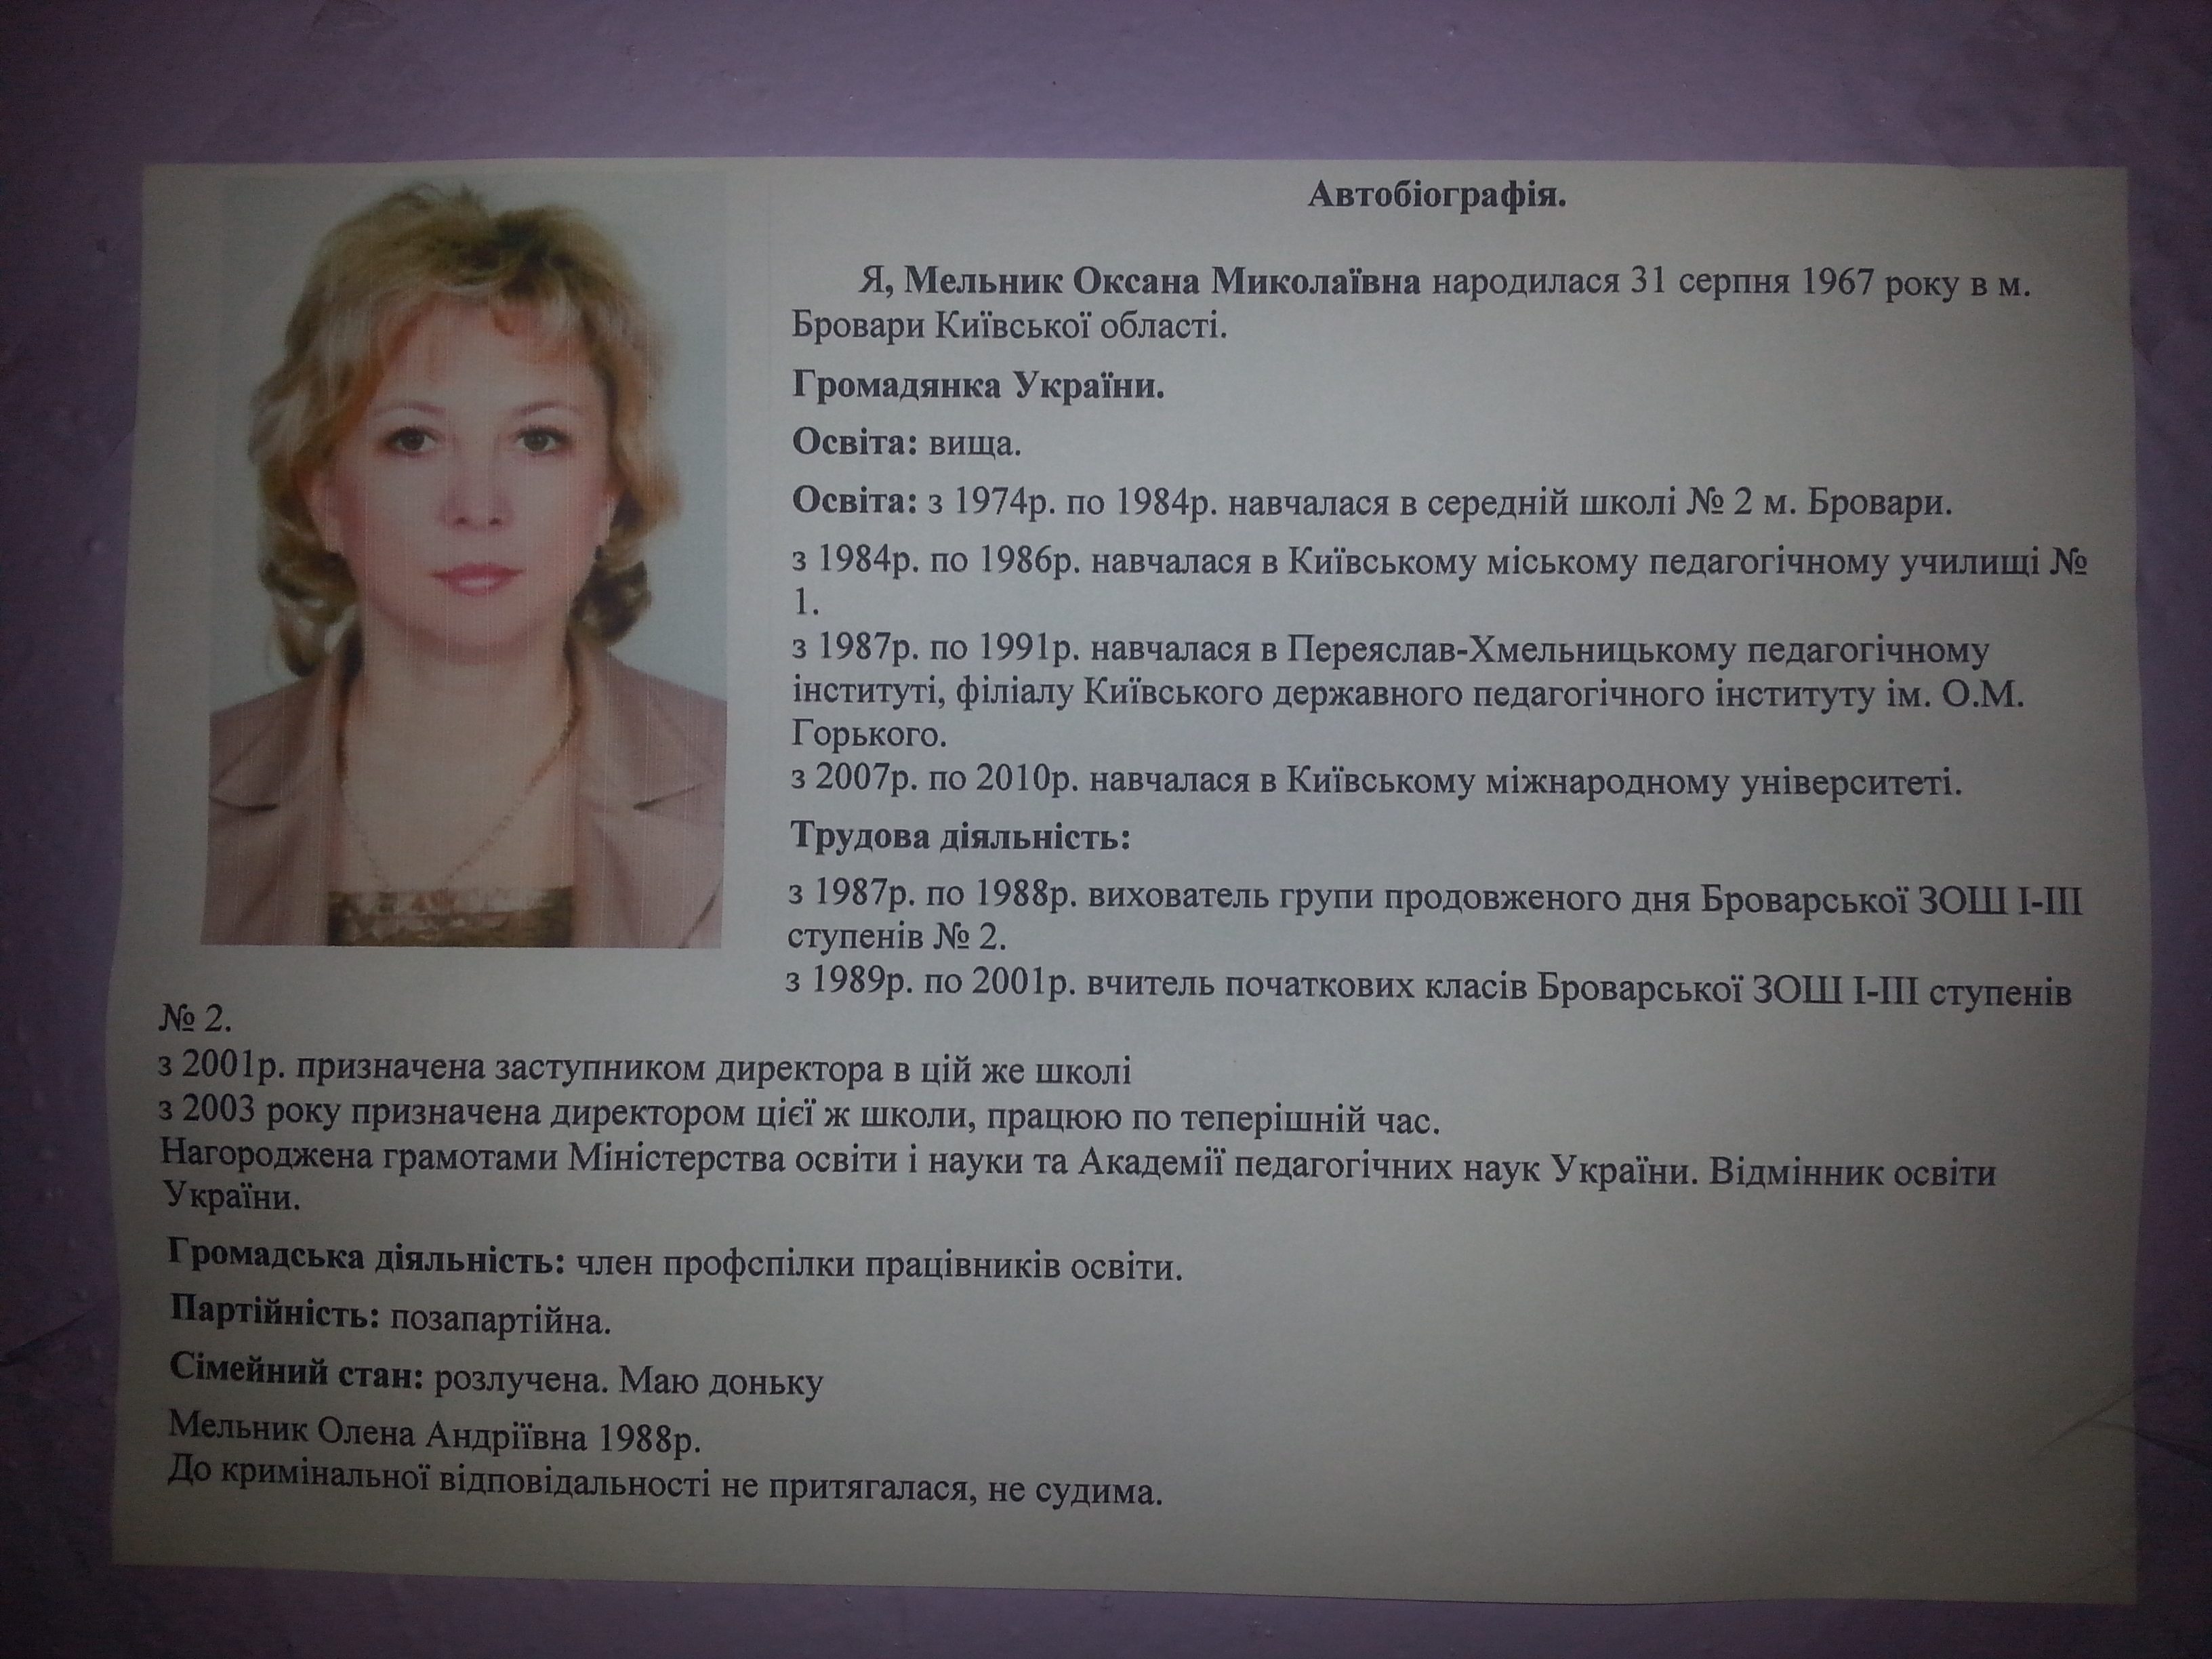 Автобіографія.
Я, Мельник Оксана Миколаївна народилася 31 серпня 1967 року в м.
Бровари Київської області.
Громадянка України.
Освіта: вища.
Освіта: з 1974р. по 1984р. навчалася в середній школі № 2 м. Бровари.
з 1984р. по 1986р. навчалася в Київському міському педагогічному училищі №
1.
з 1987р. по 1991р. навчалася в Переяслав-Хмельницькому педагогічному
інституті, філіалу Київського державного педагогічного інституту ім. О.М.
Горького.
з 2007р. по 2010р. навчалася в Київському міжнародному університеті.
Трудова діяльність:
з 1987р. по 1988р. вихователь групи продовженого дня Броварської ЗОШ І-ІІІ
ступенів № 2.
з 1989р. по 2001р. вчитель початкових класів Броварської ЗОШ І-ІІІ ступенів
№ 2.
з 2001р. призначена заступником директора в цій же школі
з 2003 року призначена директором цієї ж школи, працюю по теперішній час.
Нагороджена грамотами Міністерства освіти і науки та Академії педагогічних наук України. Відмінник освіти
України.
Громадська діяльність: член профспілки працівників освіти.
Партійність: позапартійна.
Сімейний стан: розлучена. Маю доньку
Мельник Олена Андріївна 1988р.
До кримінальної відповідальності не притягалася, не судима.